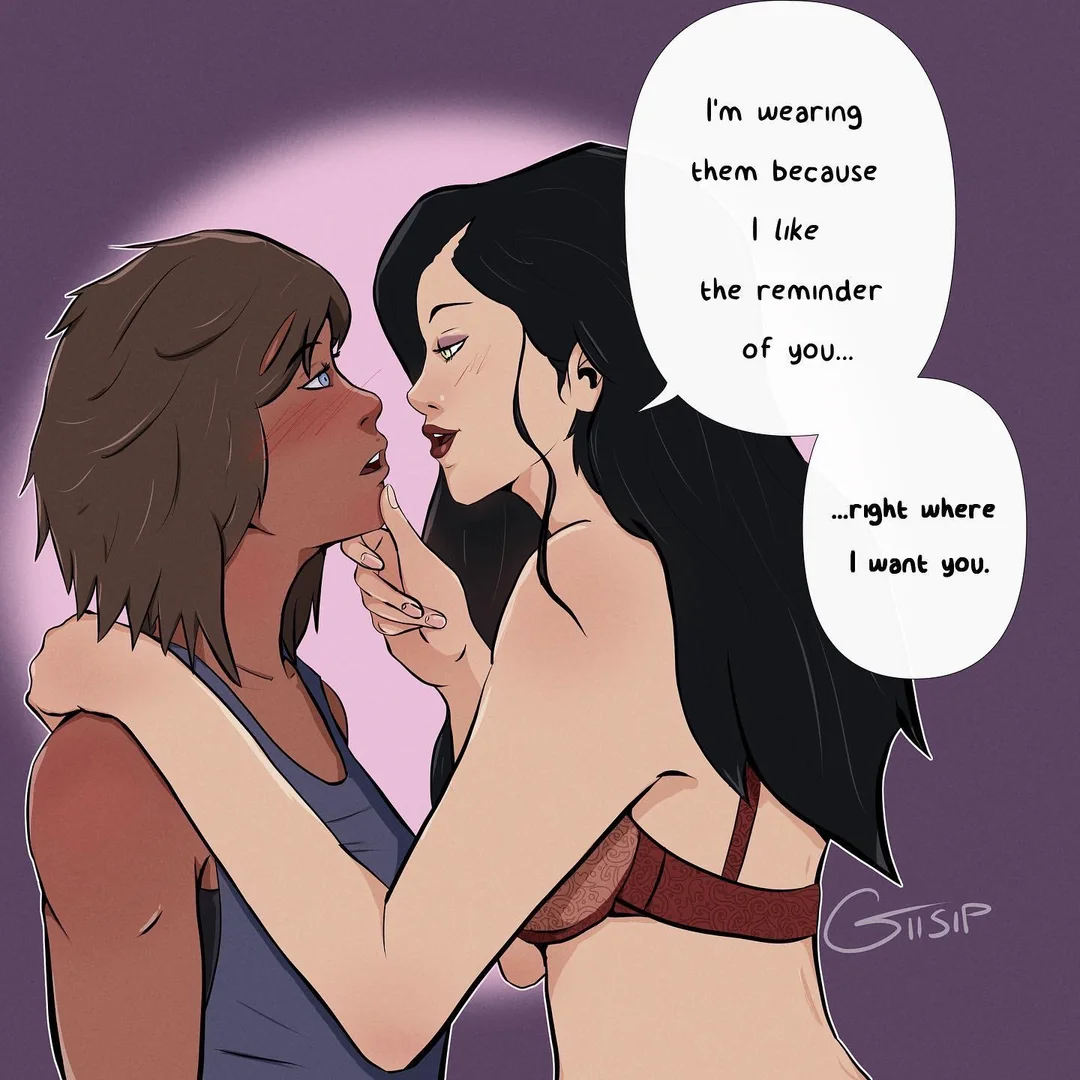 I'm wearing
them because
I like
the reminder
of you...
...right where
I want you.
GIISIP